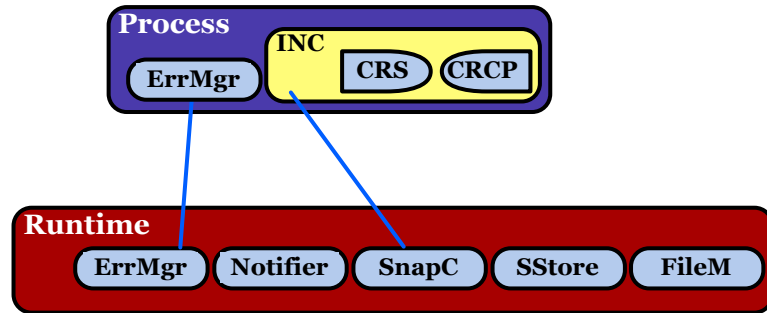 Process
INC
ErrMgr
CRS
CRCP
Runtime
ErrMgr
Notifier
SnapC
SStore
FileM